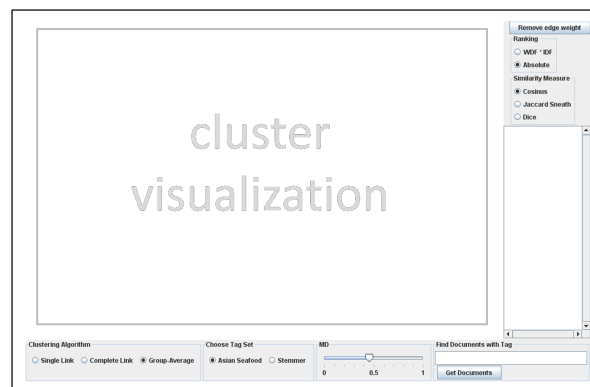 Remove edge weight
Ranking
WDF * IDF
Absolute
Similarity Measure
Cosinus
Jaccard Sneath
Dice
cluster
visualization
Clustering Algorithm
Single Link Complete Link Group-Average
Choose Tag Set
Asian Seafood Stemmer
MD
0 0.5 1
Find Documents with Tag
Get Documents